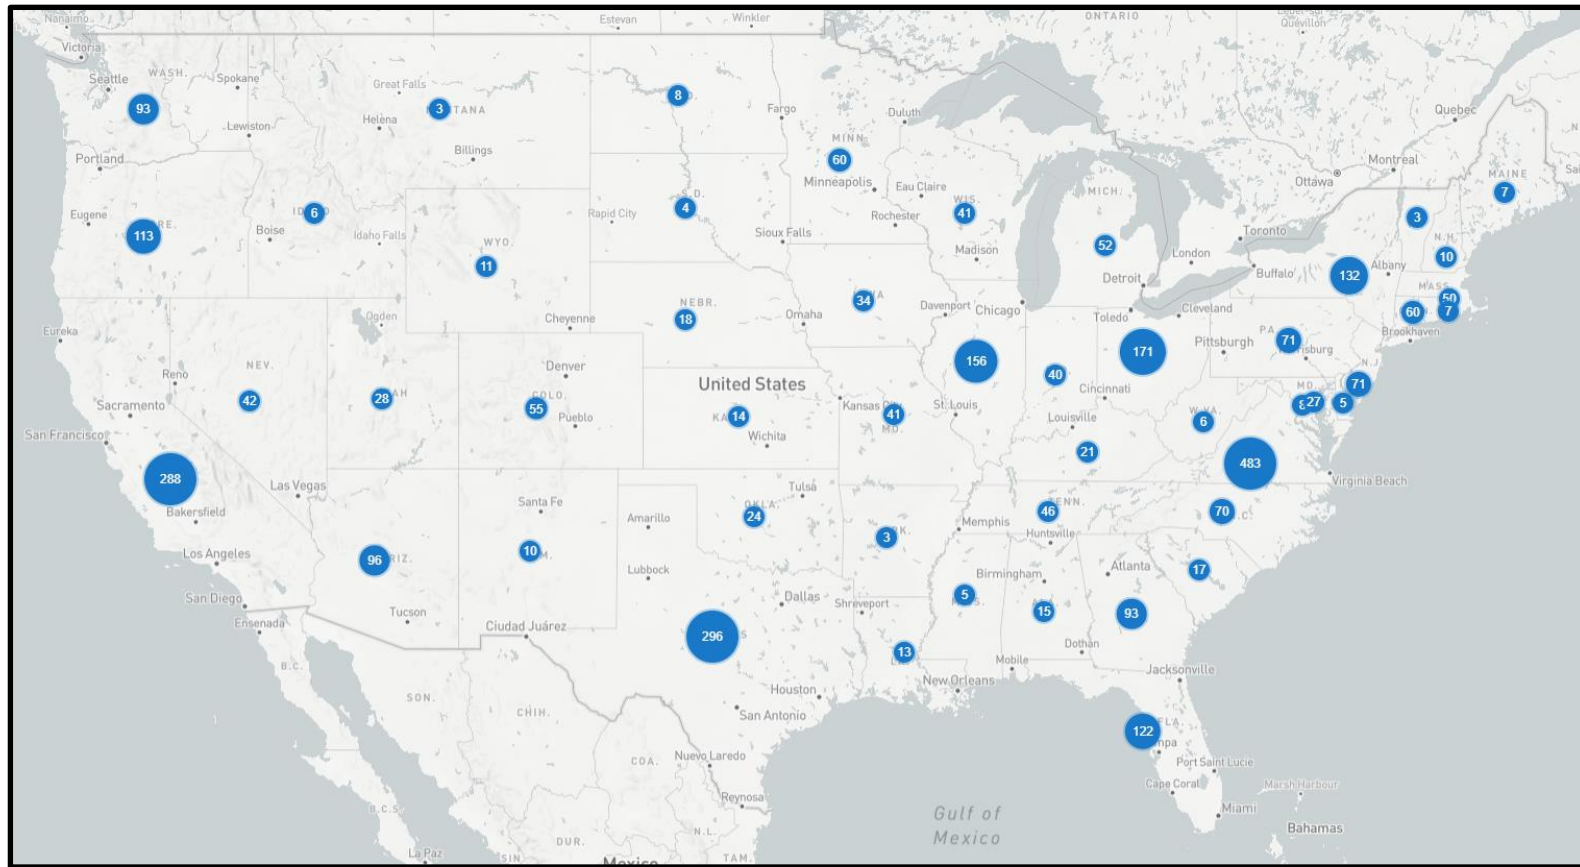 Nanaimo
Estevan
Winkler
ONTARIO
Victoria
Seattle
WASH.
Spokane
Great Falls
93
3
8
Fargo
Duluth
Quebec
Lewiston
Helena
MINN
Portland
Billings
60
Minneapolis
Eau Claire
Ottawa
Montreal
MAINE
7
Eugene
6
113
Boise
Idaho Falls
WYO.
11
Rapid City
S.D.
4
Sioux Falls
Rochester
WIS.
41
Madison
MICH.
52
London
Toronto
Detroit
Buffalo
132
Albany
3
N.H.
10
MASS.
50
7
60
Brookhaven
Eureka
Ogden
Cheyenne
NEBR.
18
Omaha
34
Davenport
Chicago
Toledo
Cleveland
Reno
NEV.
42
28
Denver
COLO.
55
Pueblo
United States
156
40
171
Cincinnati
Pittsburgh
PA.
71
N.J.
71
Sacramento
San Francisco
14
Wichita
Kansas City
41
MO.
St. Louis
Louisville
21
W.VA.
6
MD.
27
5
288
Bakersfield
Las Vegas
Santa Fe
Amarillo
Tulsa
OKLA.
24
483
Virginia Beach
Los Angeles
96
ARIZ.
10
Lubbock
3
Memphis
TENN.
46
Huntsville
70
N.C.
San Diego
Ensenada
Tucson
Ciudad Juárez
Dallas
Shreveport
Birmingham
Atlanta
17
5
15
93
B.C.
SON.
CHIH.
296
13
Dothan
Mobile
Jacksonville
Houston
New Orleans
San Antonio
122
FLA.
COA.
Nuevo Laredo
Port Saint Lucie
B.C.S.
Reynosa
Cape Coral
Miami
Marsh Harbour
DUR.
N.L.
Gulf of
Mexico
Bahamas
La Paz
SIN.
Mexico
TAM.